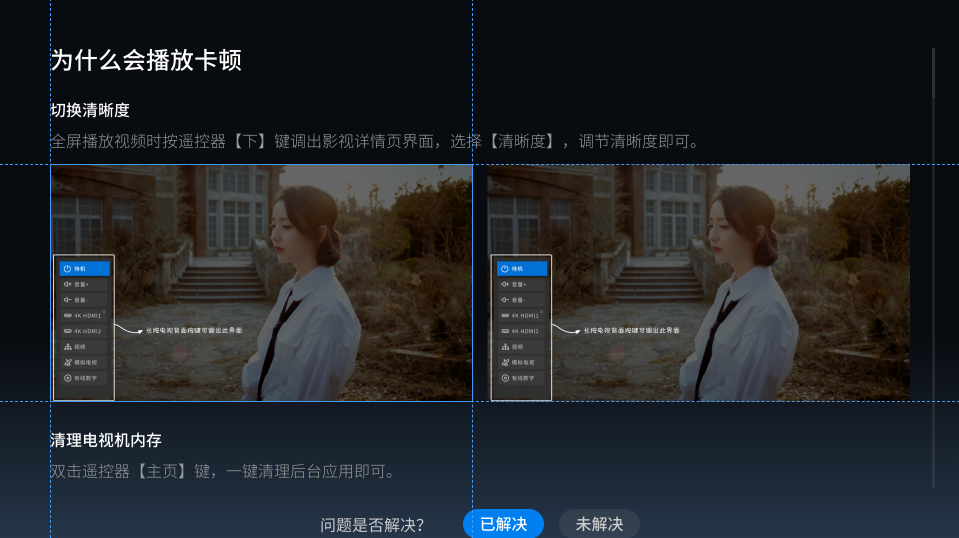 为什么会播放卡顿
切换清晰度
全屏播放视频时按遥控器【下】键调出影视详情页界面，选择【清晰度】，调节清晰度即可。
待机
音量+
音量-
4K HDMI1
4K HDMI2
视频
模拟电视
有线数字
长按电视背面按键可调出此界面
待机
音量+
音量-
4K HDMI1
4K HDMI2
视频
模拟电视
有线数字
长按电视背面按键可调出此界面
清理电视机内存
双击遥控器【主页】键，一键清理后台应用即可。
问题是否解决？
已解决
未解决